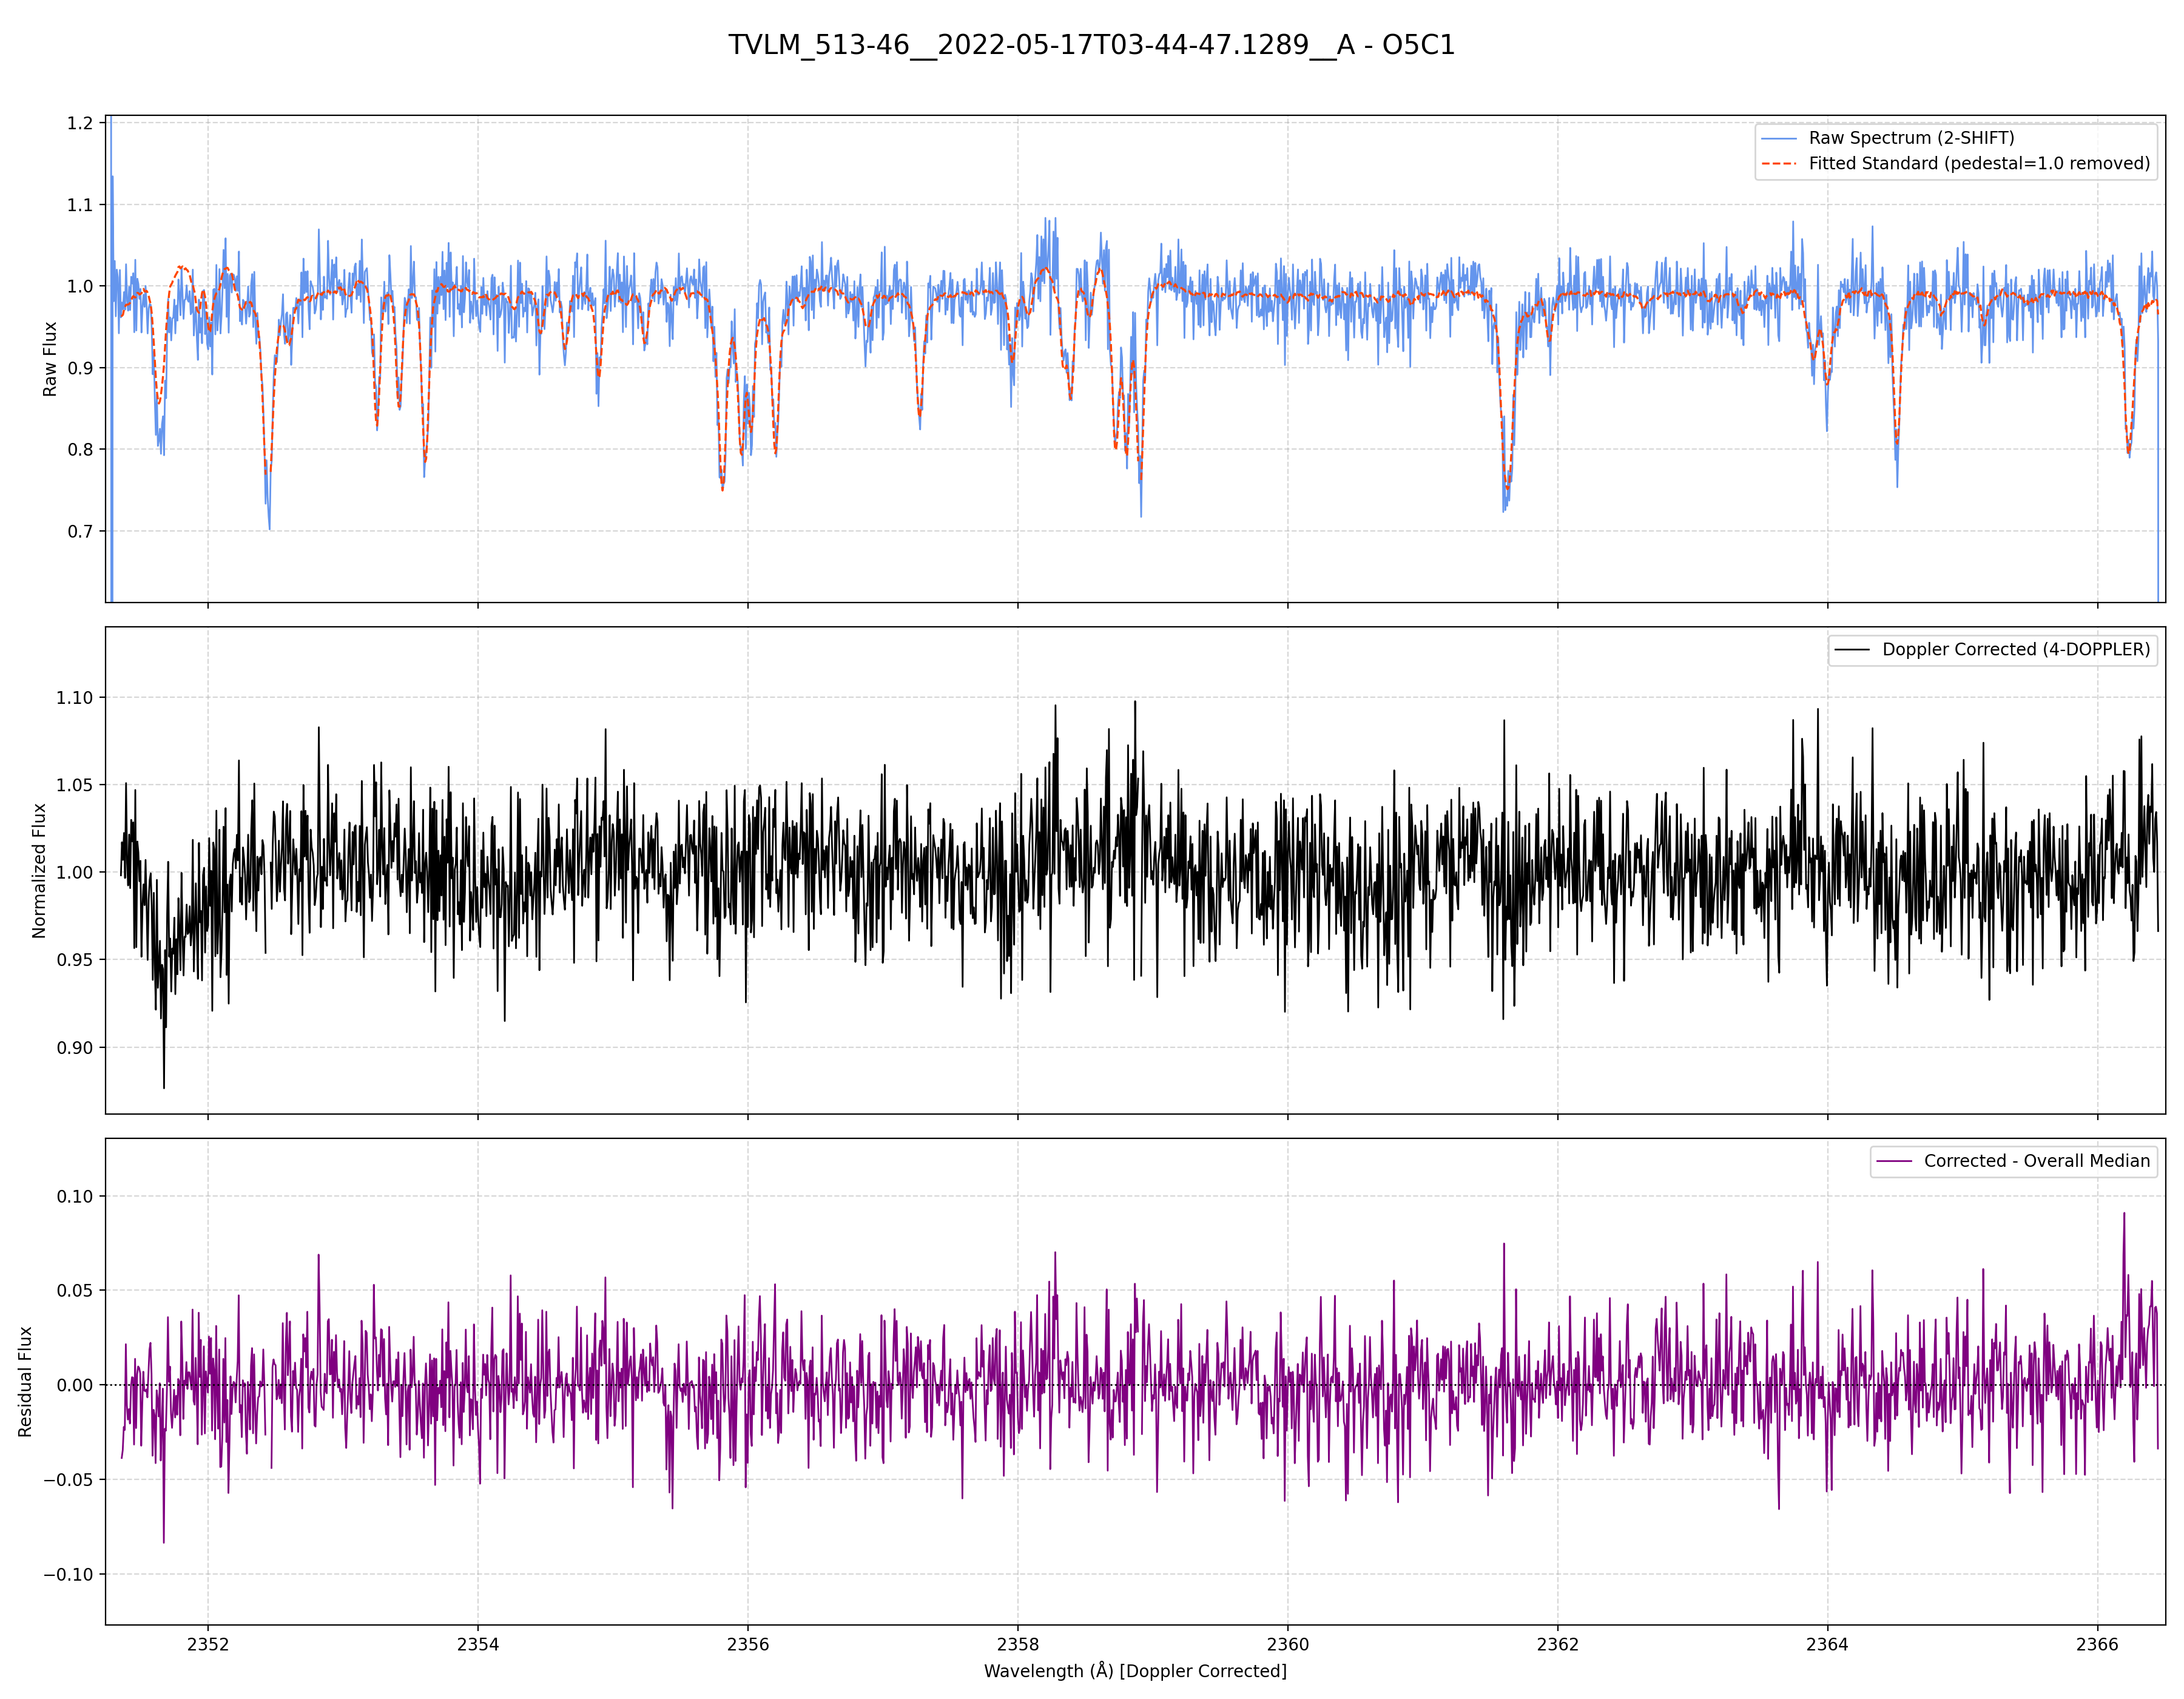 TVLM_513-46__2022-05-17T03-44-47.1289__A - O5C1
Raw Flux
1.2
1.1
1.0
0.9
0.8
0.7
Raw Spectrum (2-SHIFT)
Fitted Standard (pedestal=1.0 removed)
Normalized Flux
1.10
1.05
1.00
0.95
0.90
Doppler Corrected (4-DOPPLER)
Residual Flux
0.10
0.05
0.00
−0.05
−0.10
Corrected - Overall Median
2352 2354 2356 2358 2360 2362 2364 2366
Wavelength (Å) [Doppler Corrected]